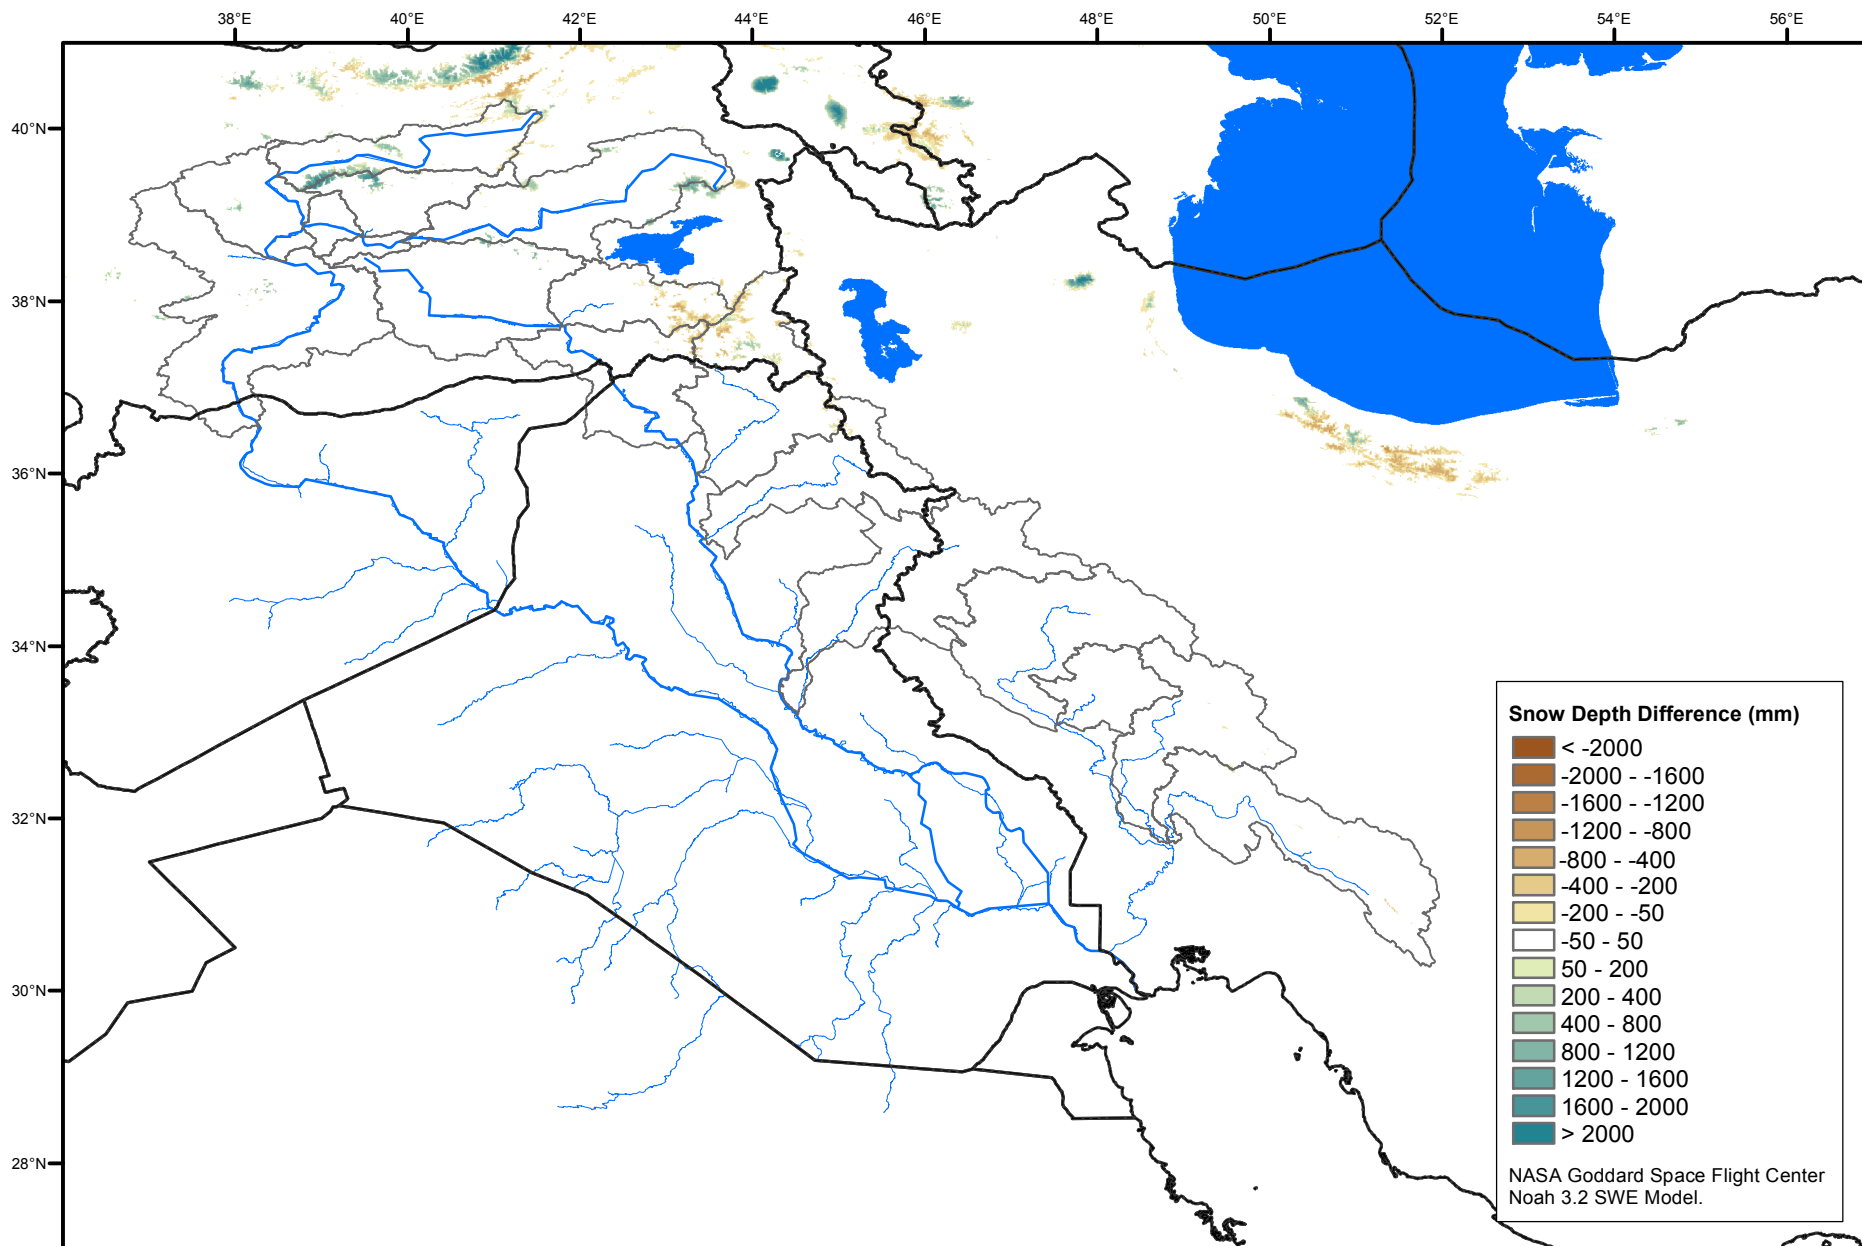 38°E 40°E 42°E 44°E 46°E 48°E 50°E 52°E 54°E 56°E
40°N
38°N
36°N
34°N
32°N
30°N
28°N
Snow Depth Difference (mm)
< -2000
-2000 - -1600
-1600 - -1200
-1200 - -800
-800 - -400
-400 - -200
-200 - -50
-50 - 50
50 - 200
200 - 400
400 - 800
800 - 1200
1200 - 1600
1600 - 2000
> 2000
NASA Goddard Space Flight Center
Noah 3.2 SWE Model.